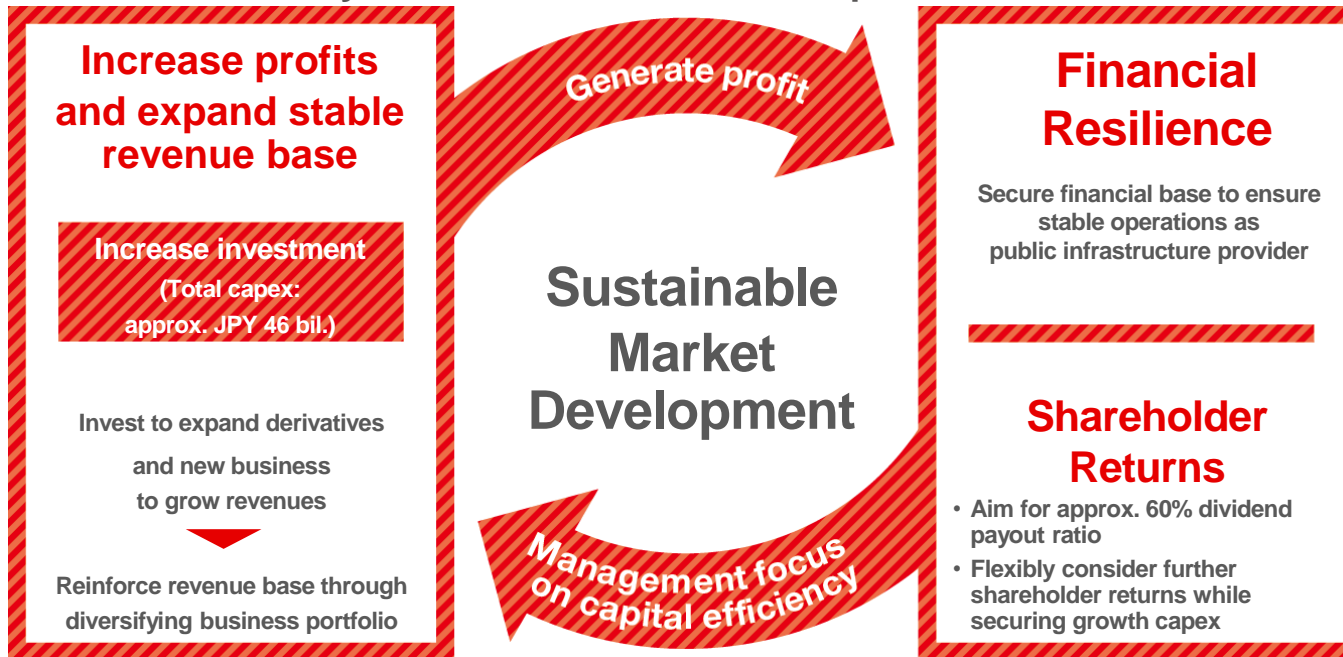 Increase profits
and expand stable
revenue base
Increase investment
(Total capex:
approx. JPY 46 bil.)
Invest to expand derivatives
and new business
to grow revenues
Reinforce revenue base through
diversifying business portfolio
Generate profit
Sustainable
Market
Development
Management focus
on capital efficiency
Financial
Resilience
Secure financial base to ensure
stable operations as
public infrastructure provider
Shareholder
Returns
• Aim for approx. 60% dividend
payout ratio
• Flexibly consider further
shareholder returns while
securing growth capex